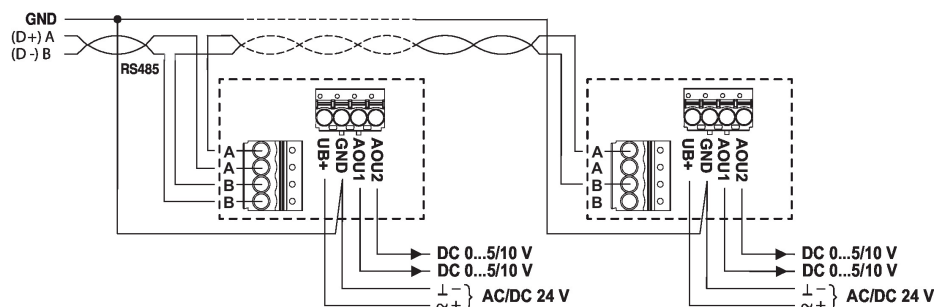 GND
(D+) A
(D-) B
RS485
A
A
B
B
UB+
GND
AOU1
AOU2
DC 0...5/10 V
DC 0...5/10 V
⊥ –
~ + } AC/DC 24 V
A
A
B
B
UB+
GND
AOU1
AOU2
DC 0...5/10 V
DC 0...5/10 V
⊥ –
~ + } AC/DC 24 V